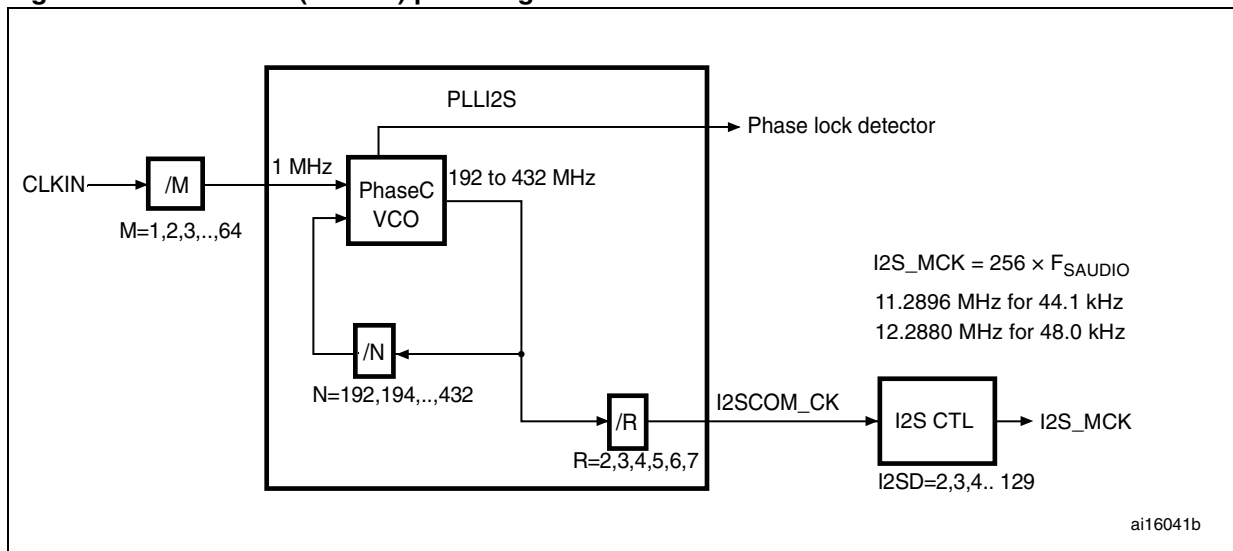 PLLI2S
Phase lock detector
1 MHz
CLKIN
/M
PhaseC
VCO
192 to 432 MHz
M=1,2,3,..,64
I2S_MCK = 256 × FSAUDIO
11.2896 MHz for 44.1 kHz
12.2880 MHz for 48.0 kHz
/N
N=192,194,..,432
I2SCOM_CK
/R
I2S CTL
I2S_MCK
R=2,3,4,5,6,7
I2SD=2,3,4.. 129
ai16041b